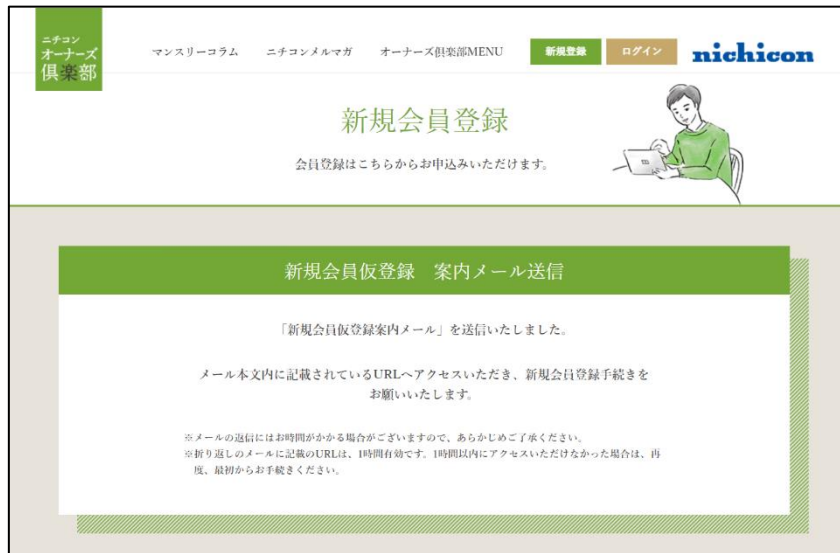 ニチコン
オーナーズ
倶楽部
マンスリーコラム ニチコンメルマガ オーナーズ倶楽部MENU 新規登録 ログイン nichicon
新規会員登録
会員登録はこちらからお申込みいただけます。
新規会員仮登録 案内メール送信
「新規会員仮登録案内メール」を送信いたしました。
メール本文内に記載されているURLへアクセスいただき、新規会員登録手続きを
お願いいたします。
※メールの返信にはお時間がかかる場合がございますので、あらかじめご了承ください。
※折り返しのメールに記載のURLは、1時間有効です。1時間以内にアクセスいただけなかった場合は、再
度、最初からお手続きください。